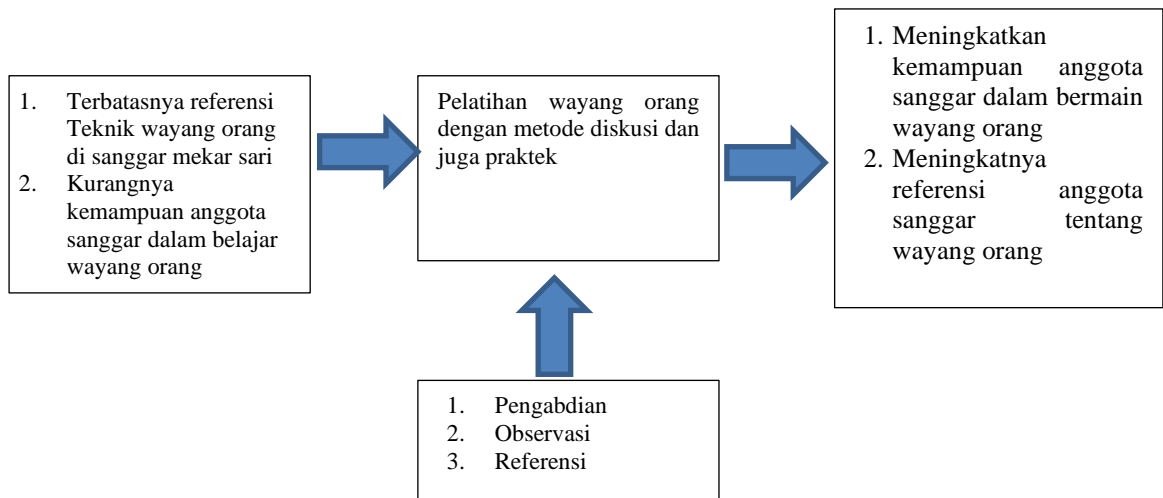 1. Terbatasnya referensi
Teknik wayang orang
di sanggar mekar sari
2. Kurangnya
kemampuan anggota
sanggar dalam belajar
wayang orang
Pelatihan wayang orang
dengan metode diskusi dan
juga praktek
1. Meningkatkan
kemampuan anggota
sanggar dalam bermain
wayang orang
2. Meningkatnya
referensi anggota
sanggar tentang
wayang orang
1. Pengabdian
2. Observasi
3. Referensi